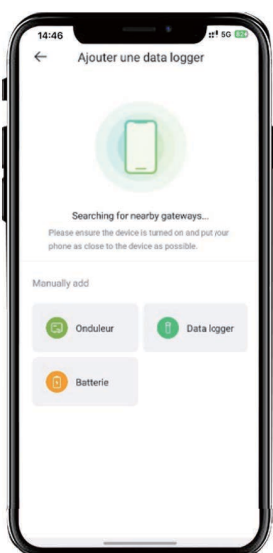 14:46
5G
Ajouter une data logger
Searching for nearby gateways...
Please ensure the device is turned on and put your
phone as close to the device as possible.
Manually add
Onduleur
Data logger
Batterie